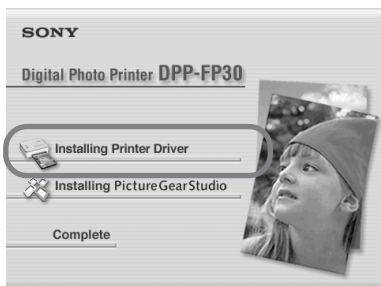 SONY
Digital Photo Printer DPP-FP30
Installing Printer Driver
Installing PictureGearStudio
Complete